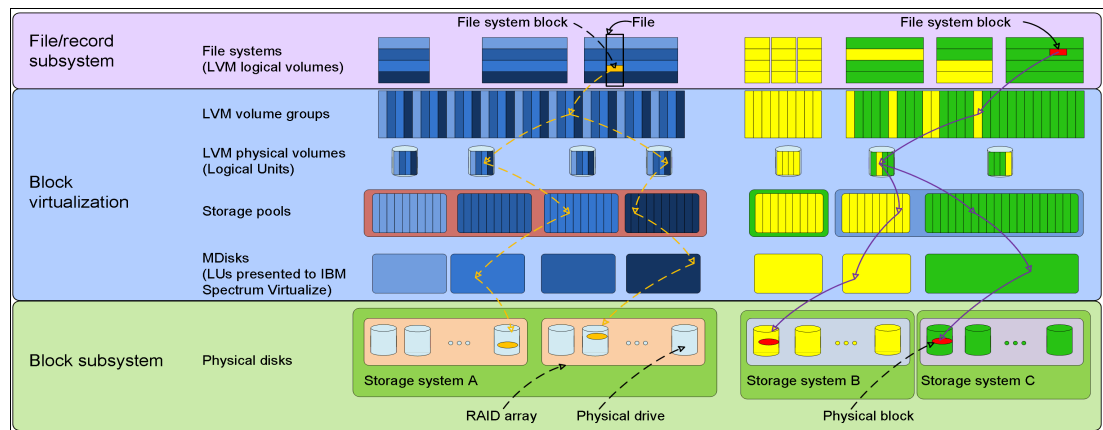 File system block
File
File system block
File/record
subsystem
File systems
(LVM logical volumes)
LVM volume groups
LVM physical volumes
(Logical Units)
Block
virtualization
Storage pools
MDisks
(LUs presented to IBM
Spectrum Virtualize)
Block subsystem
Physical disks
Storage system A
Storage system B
Storage system C
RAID array
Physical drive
Physical block